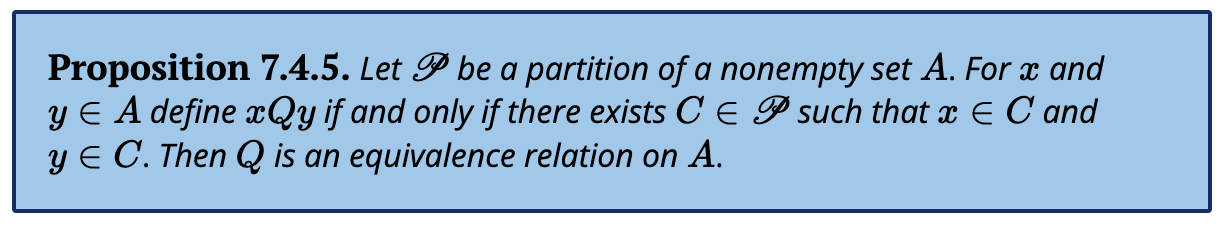 Proposition 7.4.5. Let 𝒫 be a partition of a nonempty set A. For x and
y ∈ A define xQy if and only if there exists C ∈ 𝒫 such that x ∈ C and
y ∈ C. Then Q is an equivalence relation on A.